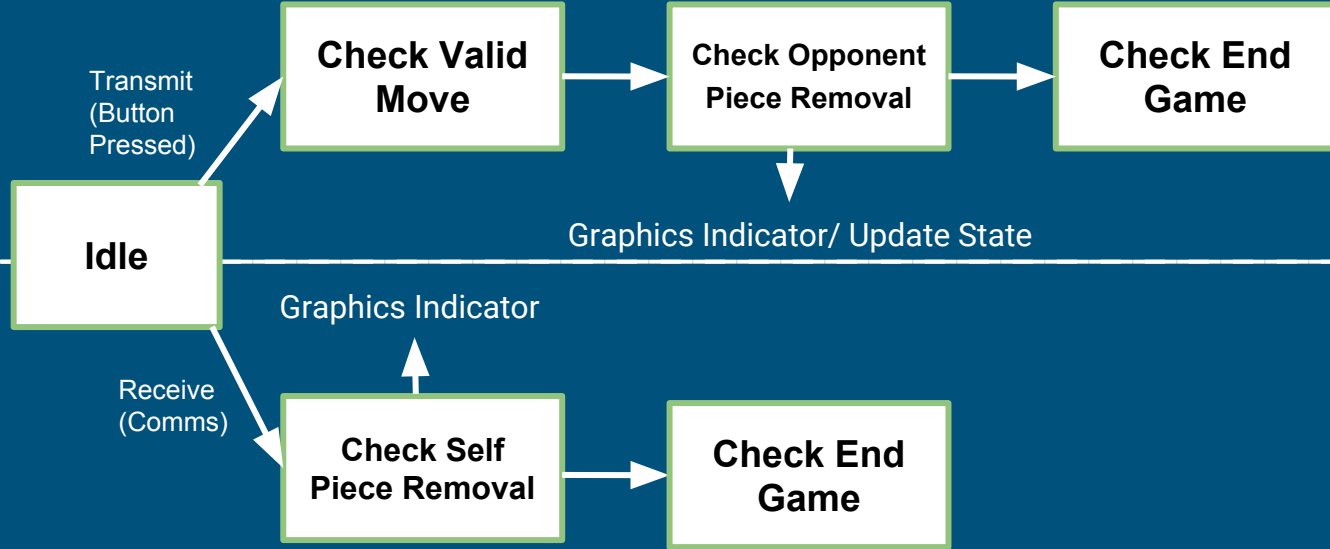 Transmit
(Button
Pressed)
Check Valid
Move
Check Opponent
Piece Removal
Check End
Game
Idle
Graphics Indicator/ Update State
Graphics Indicator
Receive
(Comms)
Check Self
Piece Removal
Check End
Game